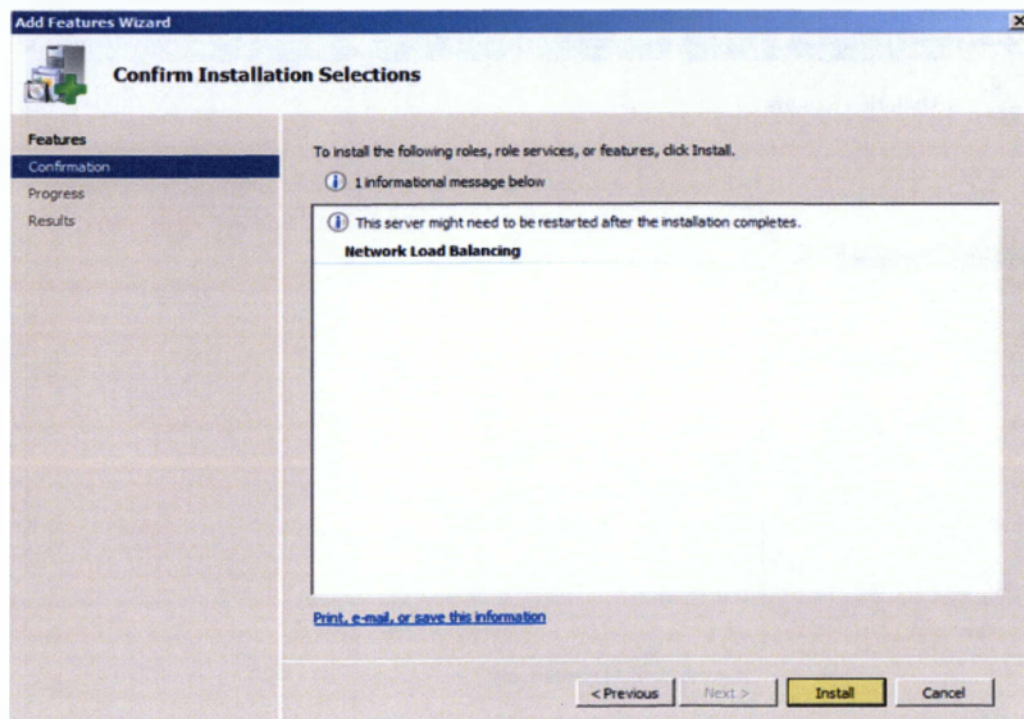 Add Features Wizard
Confirm Installation Selections
Features
Confirmation
Progress
Results
To install the following roles, role services, or features, click Install.
1 informational message below
This server might need to be restarted after the installation completes.
Network Load Balancing
Print, e-mail, or save this information
< Previous
Next >
Install
Cancel